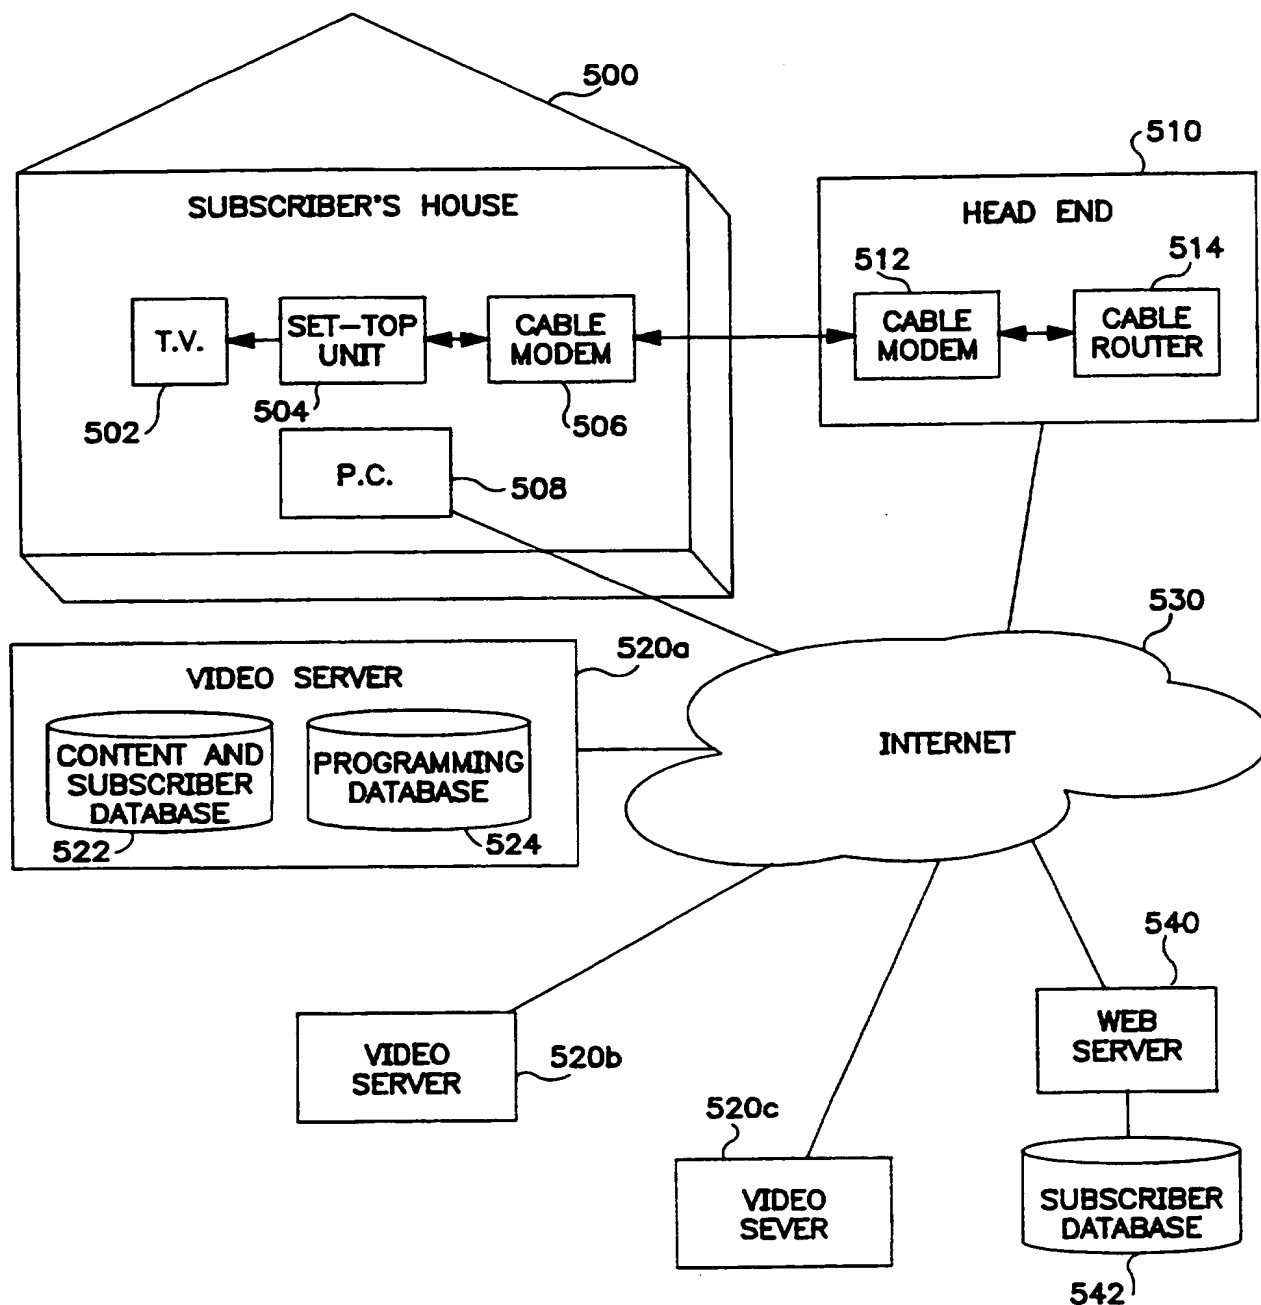 500
SUBSCRIBER'S HOUSE
T.V.
502
SET-TOP
UNIT
504
CABLE
MODEM
506
P.C.
508
510
HEAD END
512
CABLE
MODEM
514
CABLE
ROUTER
530
INTERNET
520a
VIDEO SERVER
CONTENT AND
SUBSCRIBER
DATABASE
522
PROGRAMMING
DATABASE
524
VIDEO
SERVER
520b
520c
VIDEO
SEVER
540
WEB
SERVER
SUBSCRIBER
DATABASE
542